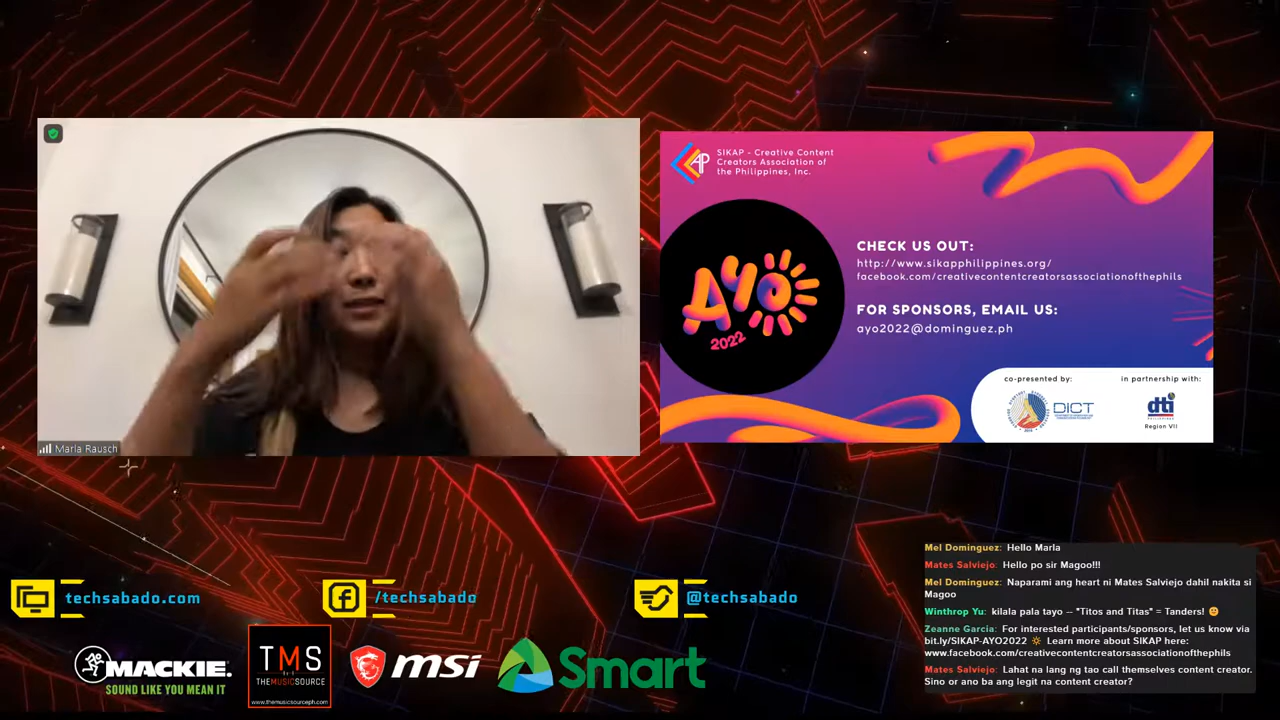 Marla Rausch
AP
SIKAP - Creative Content
Creators Association of
the Philippines, Inc.
AYO
2022
CHECK US OUT:
http://www.sikapphilippines.org/
facebook.com/creativecontentcreatorsassociationofthephils
FOR SPONSORS, EMAIL US:
ayo2022@dominguez.ph
co-presented by:
in partnership with:
DICT
dti
PHILIPPINES
Region VII
Mel Dominguez: Hello Marla
Mates Salviejo: Hello po sir Magoo!!!
Mel Dominguez: Naparami ang heart ni Mates Salviejo dahil nakita si
Magoo
Winthrop Yu: kilala pala tayo -- "Titos and Titas" = Tanders! 🙂
Zeanne Garcia: For interested participants/sponsors, let us know via
bit.ly/SIKAP-AYO2022 🔆 Learn more about SIKAP here:
www.facebook.com/creativecontentcreatorsassociationofthephils
Mates Salviejo: Lahat na lang ng tao call themselves content creator.
Sino or ano ba ang legit na content creator?
techsabado.com
/techsabado
@techsabado
MACKIE.
SOUND LIKE YOU MEAN IT
TMS
THEMUSICSOURCE
www.themusicsourceph.com
msi
Smart